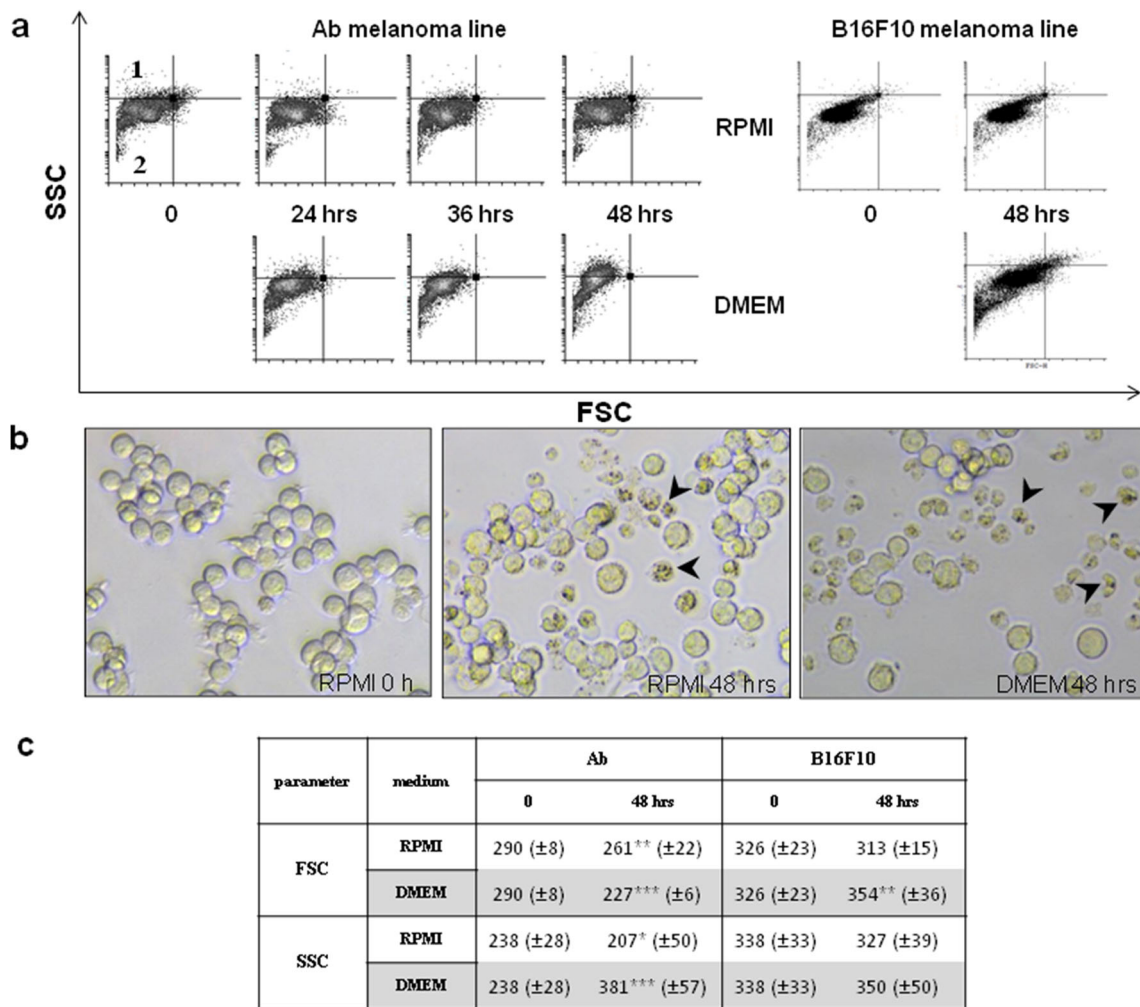 a
Ab melanoma line
B16F10 melanoma line
1
2
SSC
RPMI
0
24 hrs
36 hrs
48 hrs
0
48 hrs
DMEM
FSC-H
FSC
b
RPMI 0 h
RPMI 48 hrs
DMEM 48 hrs
c
parameter medium Ab B16F10
0 48 hrs 0 48 hrs
FSC RPMI 290 (±8) 261** (±22) 326 (±23) 313 (±15)
DMEM 290 (±8) 227*** (±6) 326 (±23) 354** (±36)
SSC RPMI 238 (±28) 207* (±50) 338 (±33) 327 (±39)
DMEM 238 (±28) 381*** (±57) 338 (±33) 350 (±50)